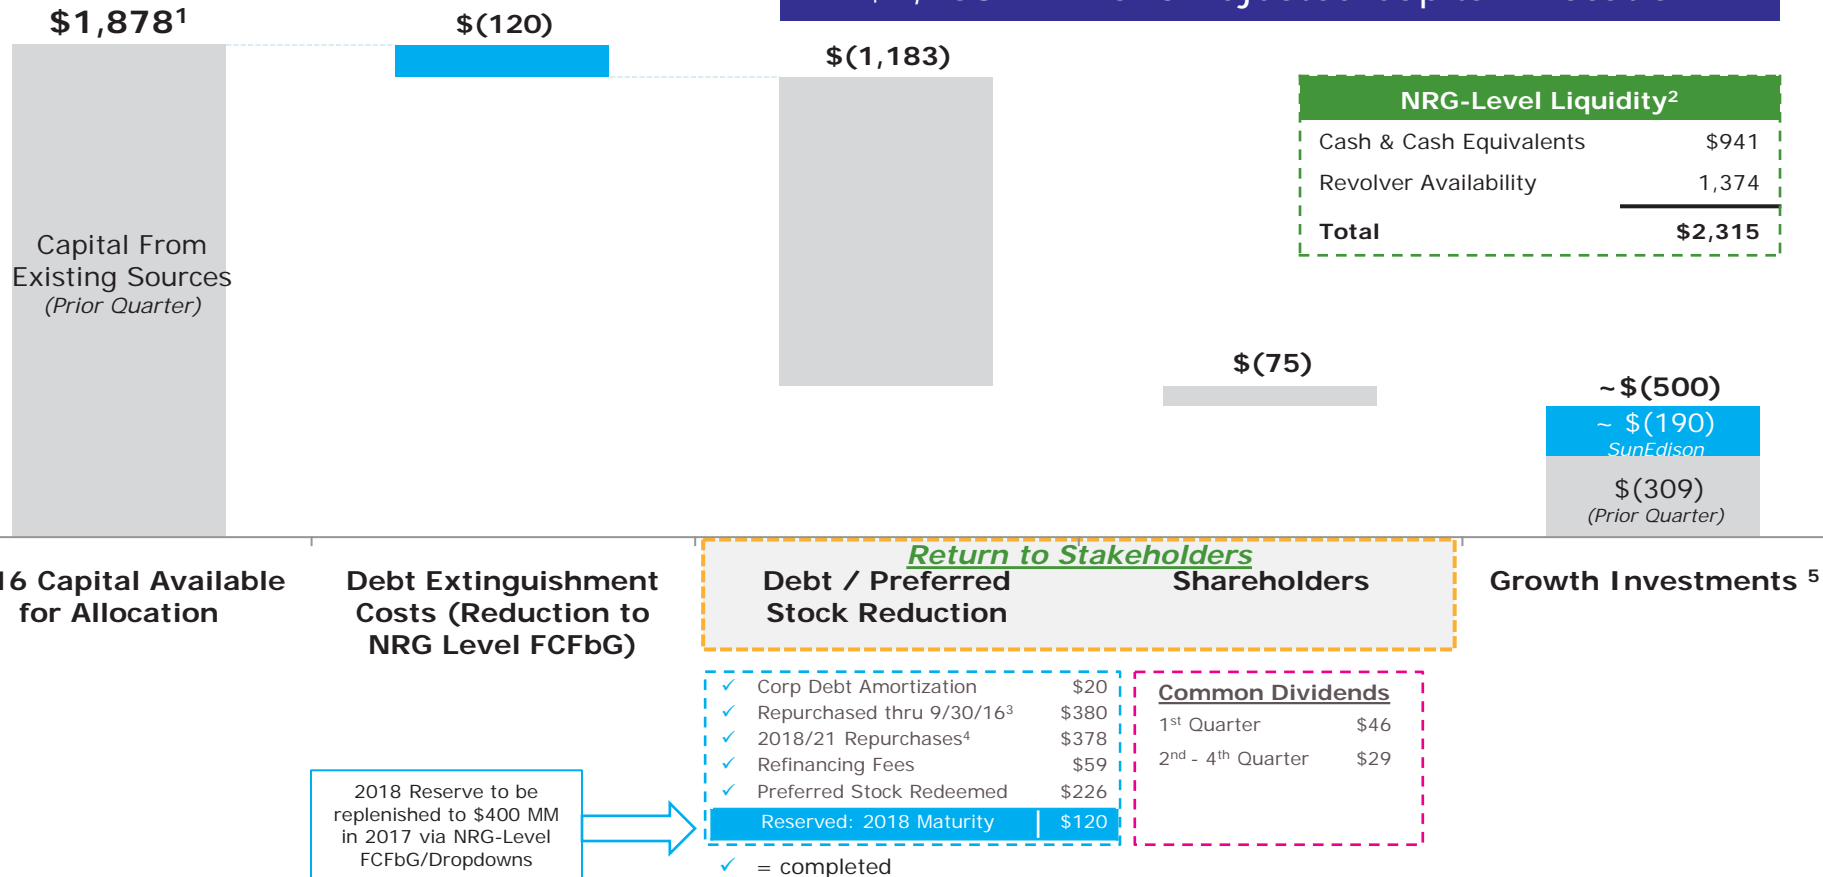 $1,878¹
$(120)
$(1,183)
NRG-Level Liquidity²
Cash & Cash Equivalents $941
Revolver Availability 1,374
Total $2,315
Capital From
Existing Sources
(Prior Quarter)
$(75)
~$(500)
~ $(190)
SunEdison
$(309)
(Prior Quarter)
Return to Stakeholders
16 Capital Available
for Allocation
Debt Extinguishment
Costs (Reduction to
NRG Level FCFbG)
Debt / Preferred
Stock Reduction
Shareholders
Growth Investments ⁵
✓ Corp Debt Amortization $20
✓ Repurchased thru 9/30/16³ $380
✓ 2018/21 Repurchases⁴ $378
✓ Refinancing Fees $59
✓ Preferred Stock Redeemed $226
Reserved: 2018 Maturity $120
✓ = completed
Common Dividends
1st Quarter $46
2nd - 4th Quarter $29
2018 Reserve to be
replenished to $400 MM
in 2017 via NRG-Level
FCFbG/Dropdowns